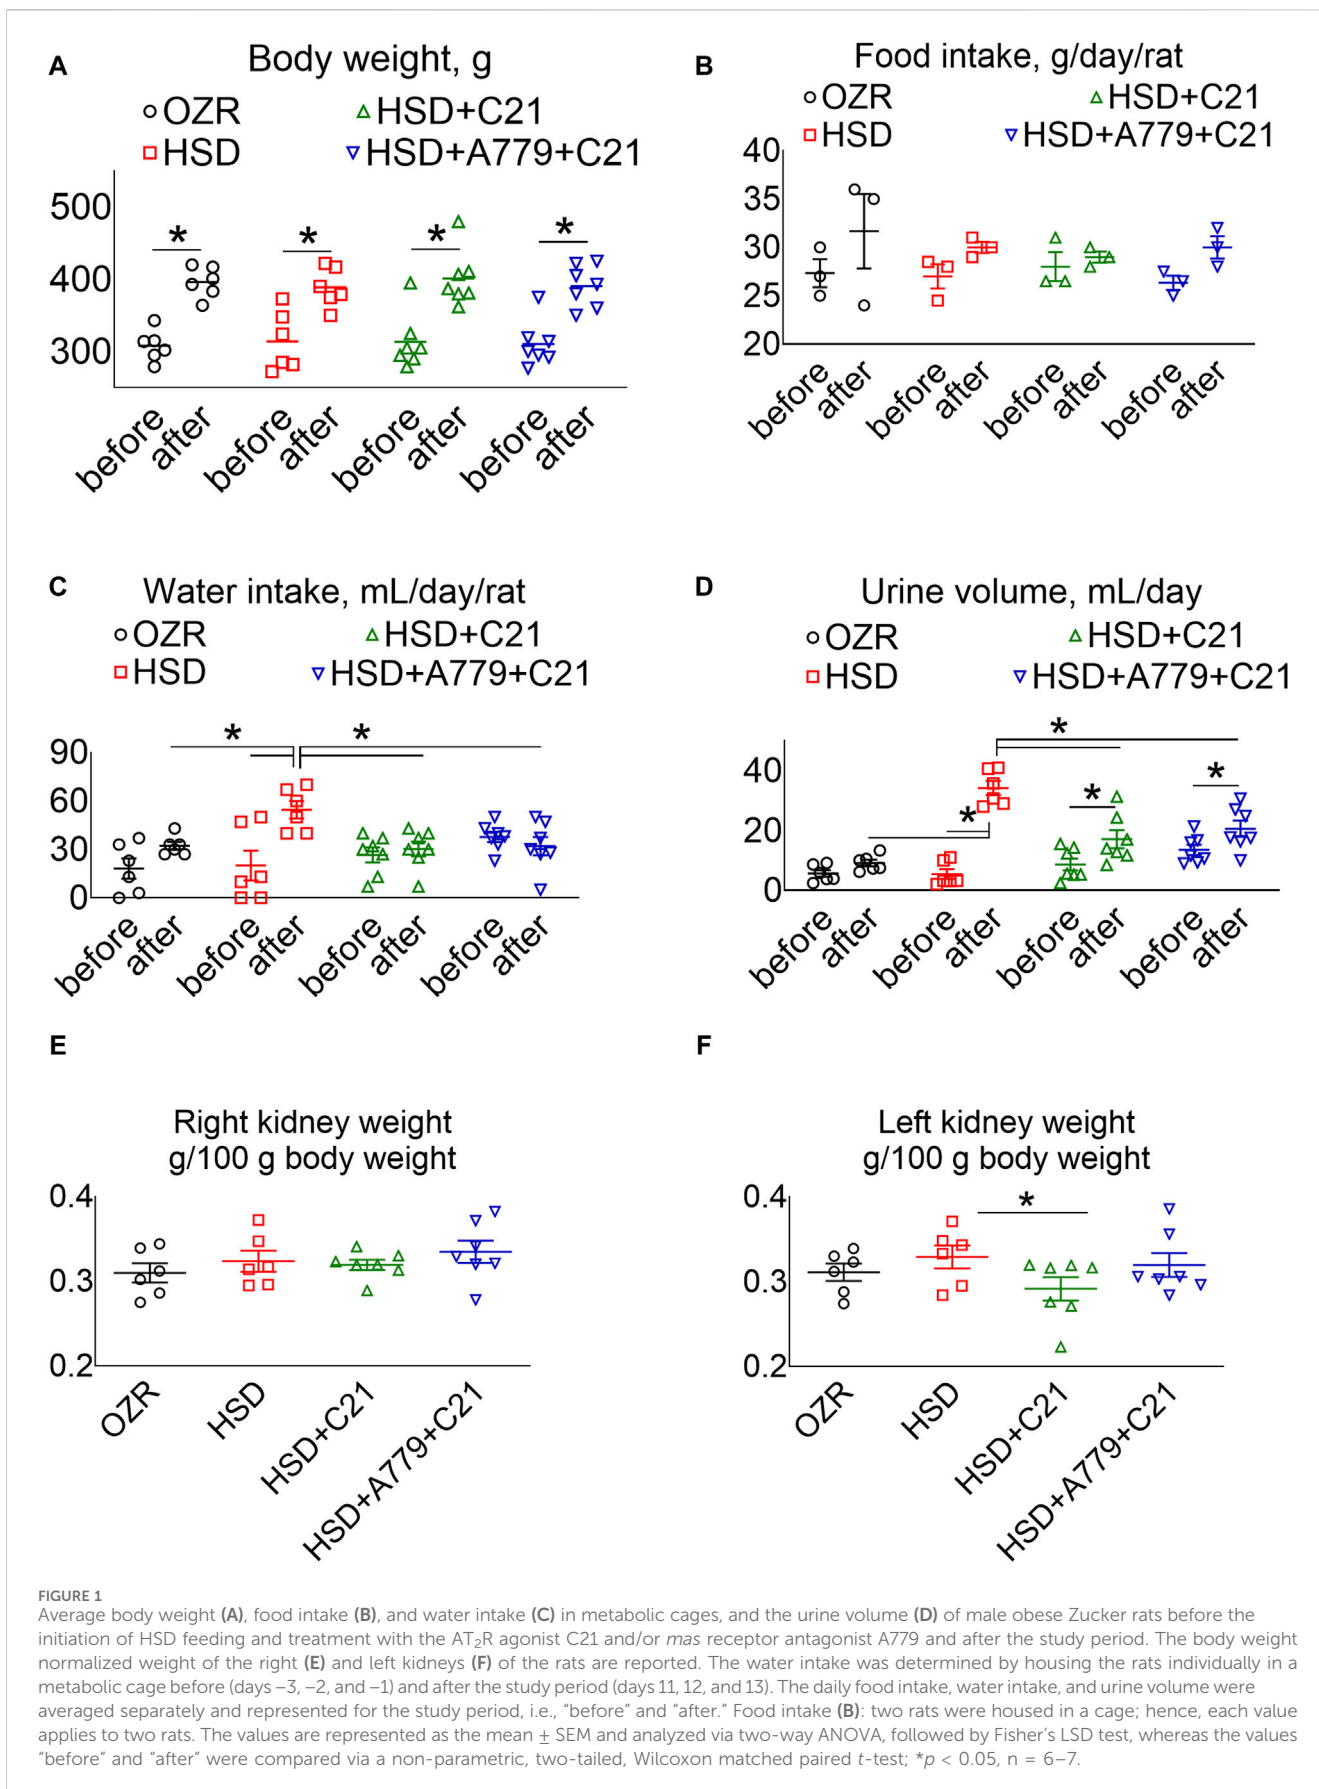 A
Body weight, g
OZR
HSD+C21
HSD
HSD+A779+C21
500
400
300
*
*
*
*
before
after
before
after
before
after
before
after
B
Food intake, g/day/rat
OZR
HSD+C21
HSD
HSD+A779+C21
40
35
30
25
20
before
after
before
after
before
after
before
after
C
Water intake, mL/day/rat
OZR
HSD+C21
HSD
HSD+A779+C21
90
60
30
0
*
*
before
after
before
after
before
after
before
after
D
Urine volume, mL/day
OZR
HSD+C21
HSD
HSD+A779+C21
40
20
0
*
*
*
*
before
after
before
after
before
after
before
after
E
Right kidney weight
g/100 g body weight
0.4
0.3
0.2
OZR
HSD
HSD+C21
HSD+A779+C21
F
Left kidney weight
g/100 g body weight
0.4
0.3
0.2
*
OZR
HSD
HSD+C21
HSD+A779+C21
FIGURE 1
Average body weight (A), food intake (B), and water intake (C) in metabolic cages, and the urine volume (D) of male obese Zucker rats before the
initiation of HSD feeding and treatment with the AT₂R agonist C21 and/or mas receptor antagonist A779 and after the study period. The body weight
normalized weight of the right (E) and left kidneys (F) of the rats are reported. The water intake was determined by housing the rats individually in a
metabolic cage before (days −3, −2, and −1) and after the study period (days 11, 12, and 13). The daily food intake, water intake, and urine volume were
averaged separately and represented for the study period, i.e., “before” and “after.” Food intake (B): two rats were housed in a cage; hence, each value
applies to two rats. The values are represented as the mean ± SEM and analyzed via two-way ANOVA, followed by Fisher’s LSD test, whereas the values
“before” and “after” were compared via a non-parametric, two-tailed, Wilcoxon matched paired t-test; *p < 0.05, n = 6–7.